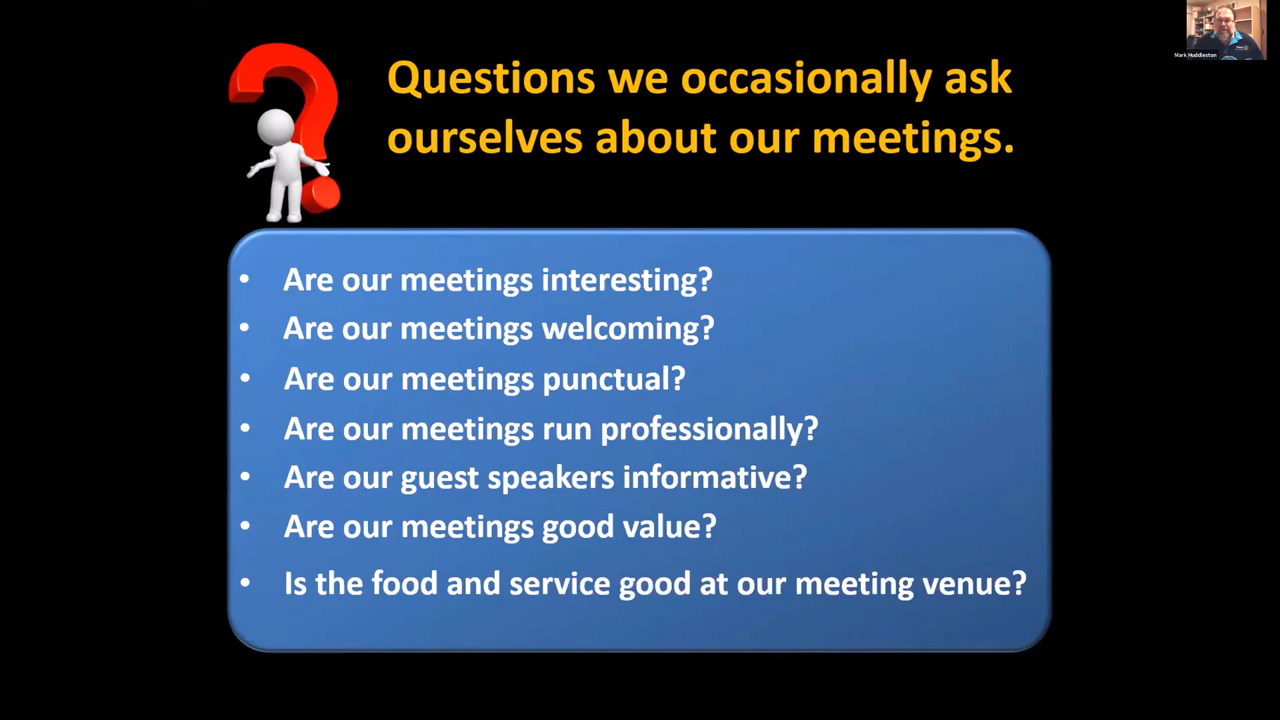 Questions we occasionally ask
ourselves about our meetings.
• Are our meetings interesting?
• Are our meetings welcoming?
• Are our meetings punctual?
• Are our meetings run professionally?
• Are our guest speakers informative?
• Are our meetings good value?
• Is the food and service good at our meeting venue?
Mark Huddleston